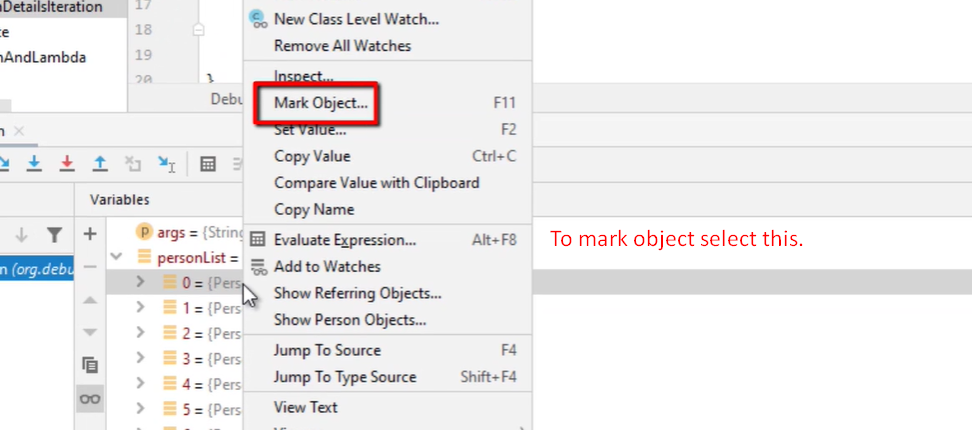 nDetailsIteration
17
New Class Level Watch...
te
18
Remove All Watches
nAndLambda
19
20
}
Inspect...
Debu
Mark Object... F11
n
Set Value... F2
Copy Value Ctrl+C
Compare Value with Clipboard
Variables
Copy Name
args = {String
Evaluate Expression... Alt+F8
To mark object select this.
personList =
n (org.debu
Add to Watches
0 = {Pers
Show Referring Objects...
1 = {Pers
Show Person Objects...
2 = {Pers
3 = {Pers
Jump To Source F4
4 = {Pers
Jump To Type Source Shift+F4
5 = {Pers
View Text